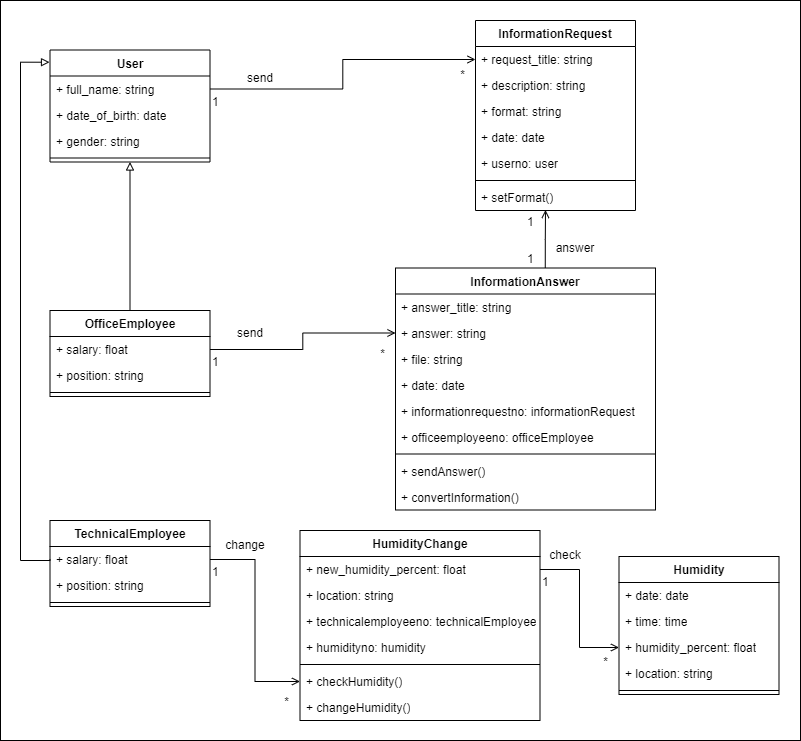 User
+ full_name: string
+ date_of_birth: date
+ gender: string
send
1
*
InformationRequest
+ request_title: string
+ description: string
+ format: string
+ date: date
+ userno: user
+ setFormat()
1
answer
1
OfficeEmployee
+ salary: float
+ position: string
send
1
*
InformationAnswer
+ answer_title: string
+ answer: string
+ file: string
+ date: date
+ informationrequestno: informationRequest
+ officeemployeeno: officeEmployee
+ sendAnswer()
+ convertInformation()
TechnicalEmployee
+ salary: float
+ position: string
change
1
*
HumidityChange
+ new_humidity_percent: float
+ location: string
+ technicalemployeeno: technicalEmployee
+ humidityno: humidity
+ checkHumidity()
+ changeHumidity()
check
1
*
Humidity
+ date: date
+ time: time
+ humidity_percent: float
+ location: string